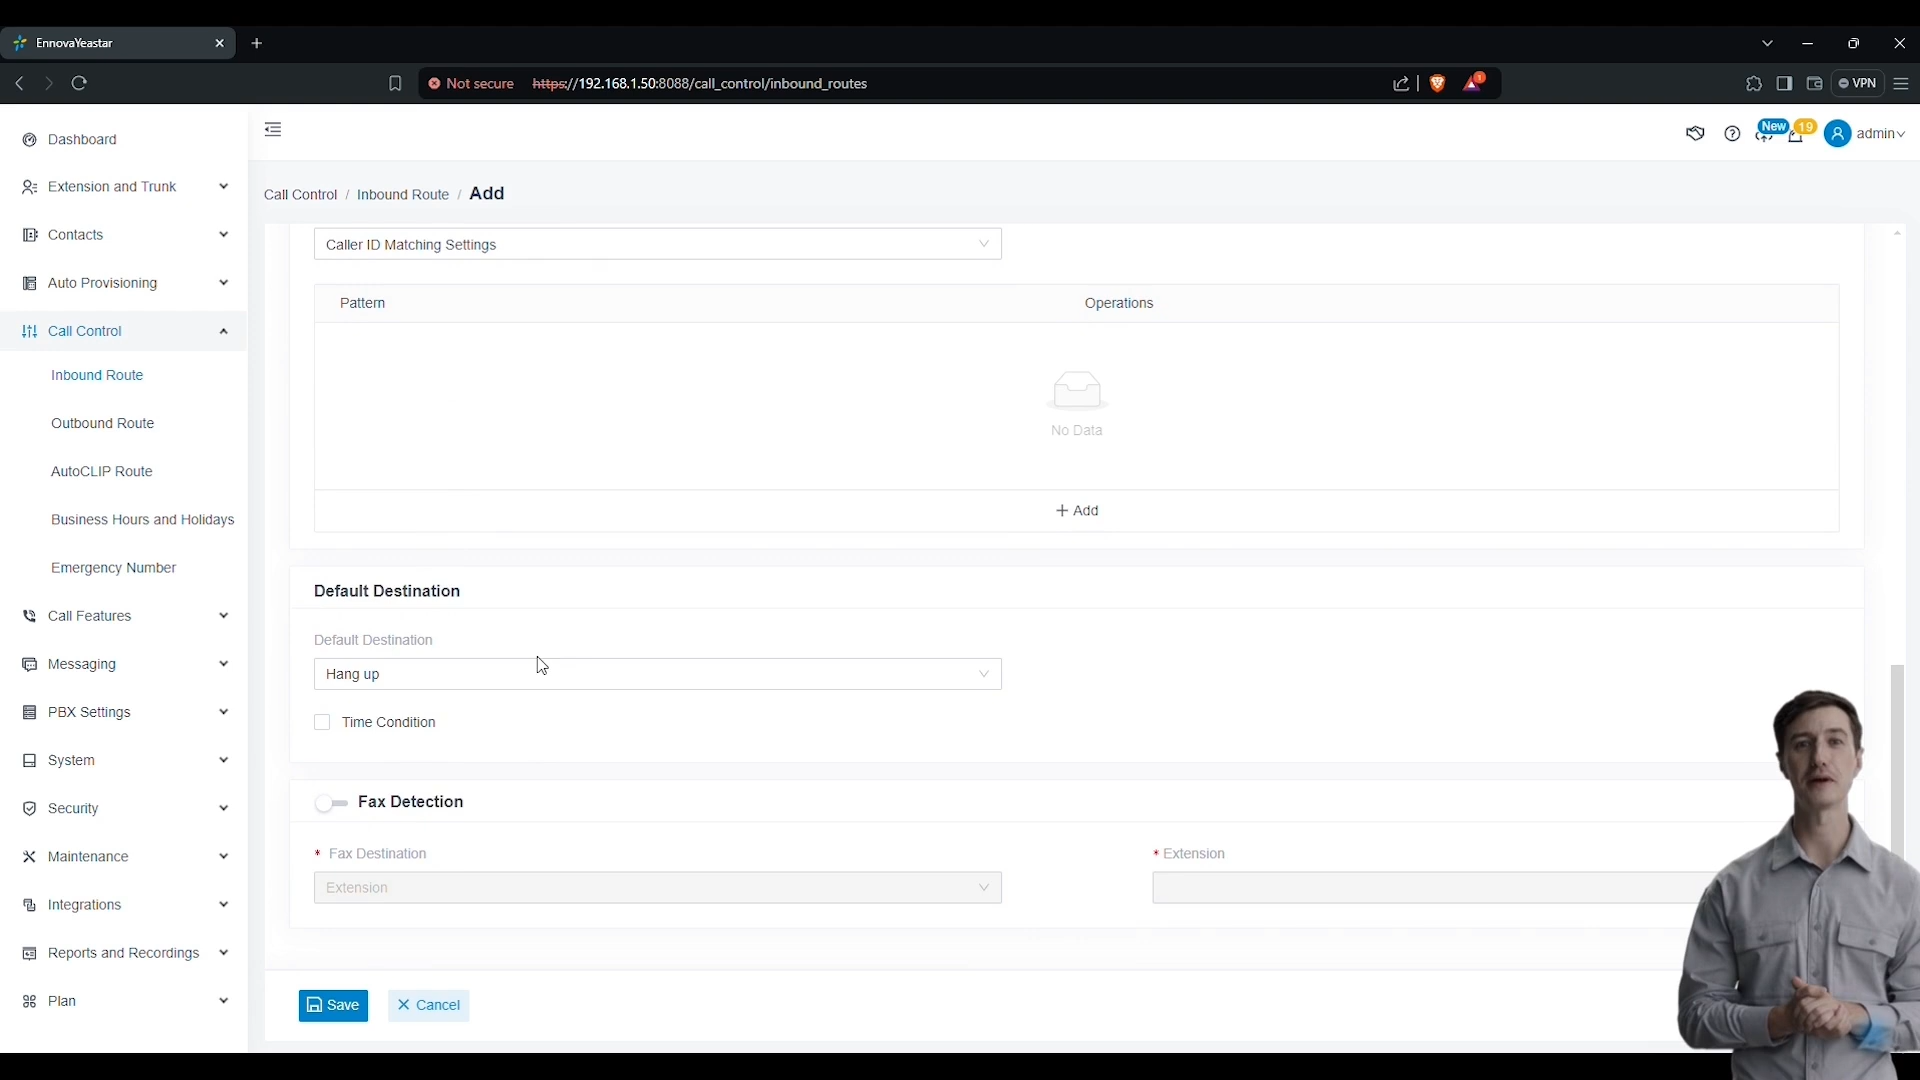 EnnovaYeastar
Not secure https://192.168.1.50:8088/call_control/inbound_routes
1
VPN
Dashboard
New 19 admin
Extension and Trunk
Call Control / Inbound Route / Add
Contacts
Caller ID Matching Settings
Auto Provisioning
Pattern Operations
Call Control
Inbound Route
Outbound Route
No Data
AutoCLIP Route
Business Hours and Holidays
+ Add
Emergency Number
Default Destination
Call Features
Default Destination
Messaging
Hang up
PBX Settings
Time Condition
System
Security
Fax Detection
Maintenance
* Fax Destination * Extension
Integrations
Extension
Reports and Recordings
Plan
Save Cancel